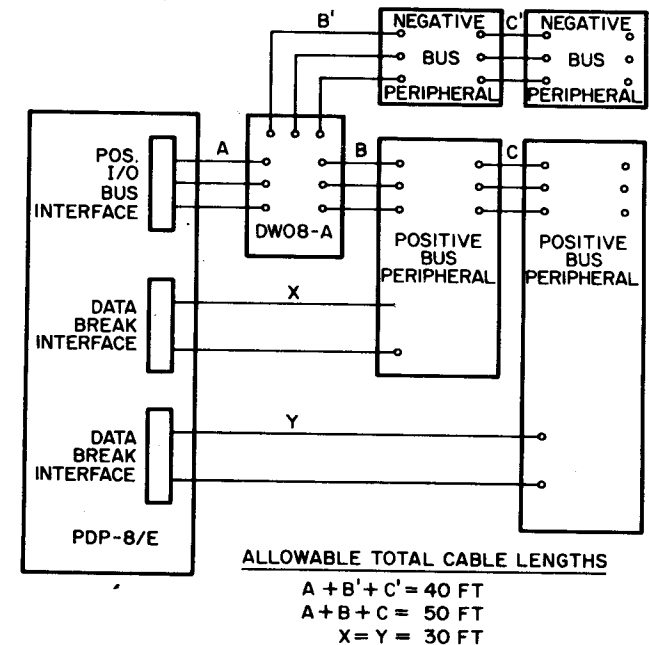 B'
NEGATIVE
BUS
PERIPHERAL
C'
NEGATIVE
BUS
PERIPHERAL
POS.
I/O
BUS
INTERFACE
A
DW08-A
B
POSITIVE
BUS
PERIPHERAL
C
POSITIVE
BUS
PERIPHERAL
DATA
BREAK
INTERFACE
X
DATA
BREAK
INTERFACE
Y
PDP-8/E
ALLOWABLE TOTAL CABLE LENGTHS
A + B' + C' = 40 FT
A + B + C = 50 FT
X = Y = 30 FT